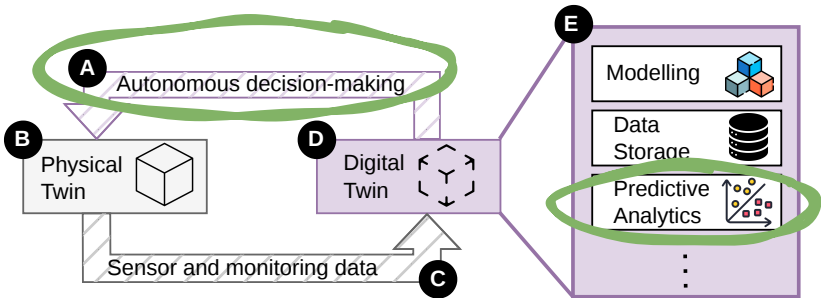 A
Autonomous decision-making
B
Physical
Twin
D
Digital
Twin
Sensor and monitoring data
C
E
Modelling
Data
Storage
Predictive
Analytics